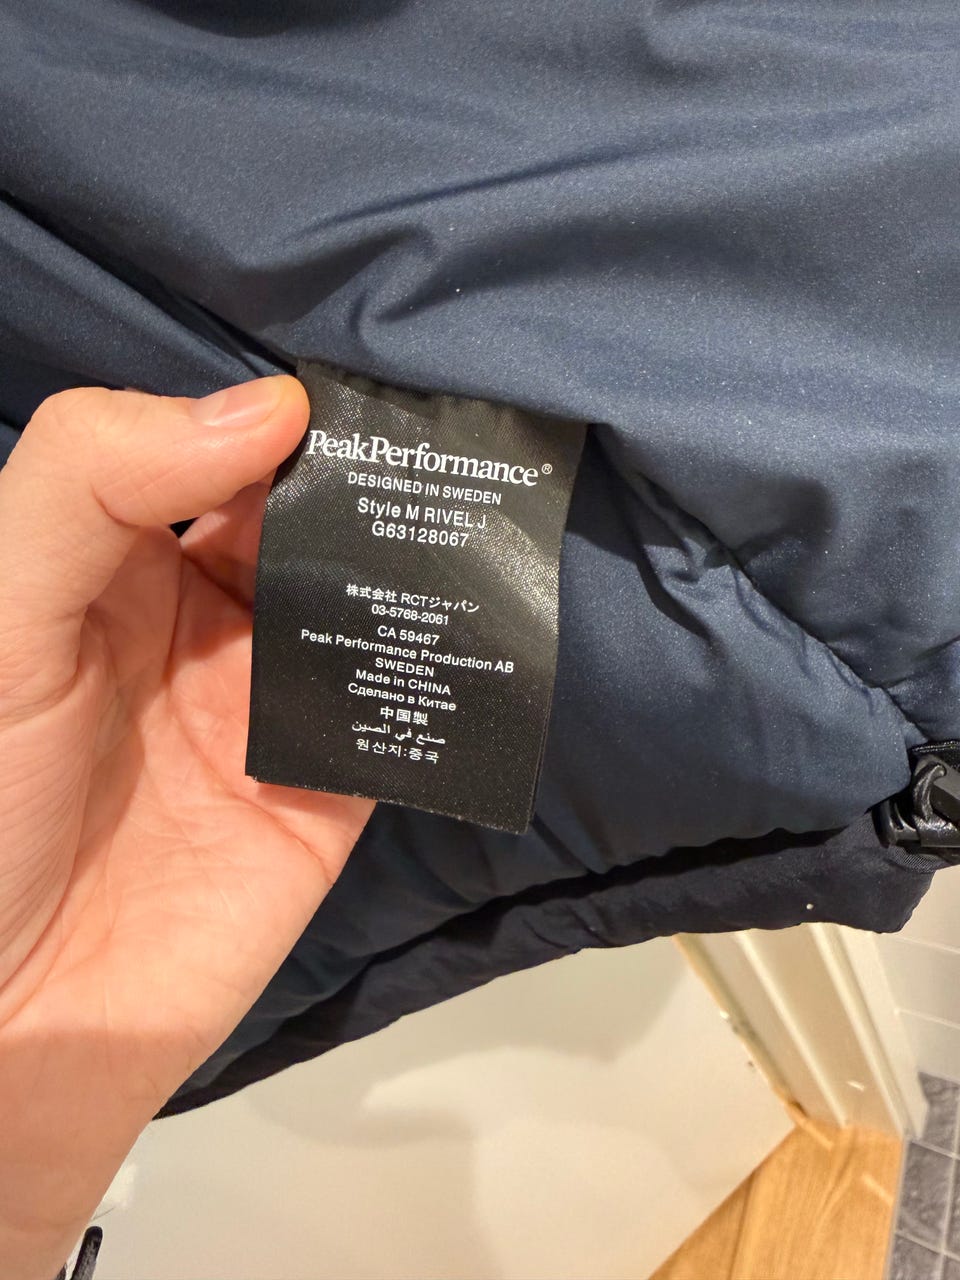 PeakPerformance®
DESIGNED IN SWEDEN
Style M RIVEL J
G63128067
株式会社 RCTジャパン
03-5768-2061
CA 59467
Peak Performance Production AB
SWEDEN
Made in CHINA
Сделано в Китае
中国製
صنع في الصين
원산지:중국